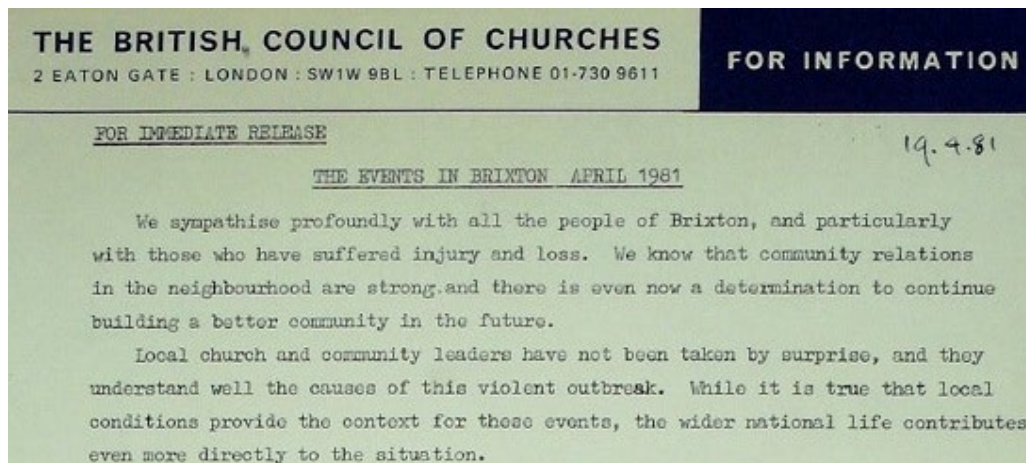 THE BRITISH COUNCIL OF CHURCHES
2 EATON GATE : LONDON : SW1W 9BL : TELEPHONE 01-730 9611
FOR INFORMATION
FOR IMMEDIATE RELEASE
19.4.81
THE EVENTS IN BRIXTON APRIL 1981
We sympathise profoundly with all the people of Brixton, and particularly
with those who have suffered injury and loss. We know that community relations
in the neighbourhood are strong.and there is even now a determination to continue
building a better community in the future.
Local church and community leaders have not been taken by surprise, and they
understand well the causes of this violent outbreak. While it is true that local
conditions provide the context for these events, the wider national life contributes
even more directly to the situation.